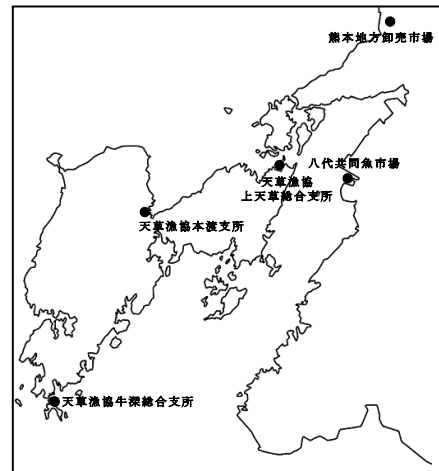 熊本地方卸売市場
八代共同魚市場
天草漁協
上天草総合支所
天草漁協本渡支所
天草漁協牛深総合支所